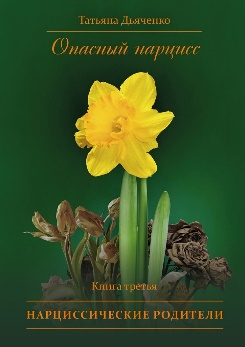 Татьяна Дьяченко
Опасный нарцисс
Книга третья
НАРЦИССИЧЕСКИЕ РОДИТЕЛИ